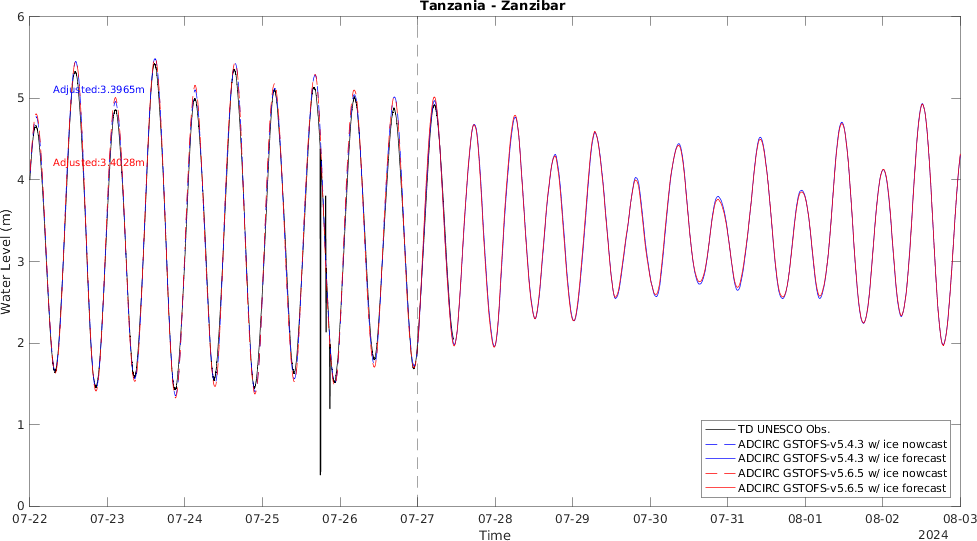 Tanzania - Zanzibar
6
5
4
3
2
1
0
Water Level (m)
Adjusted:3.3965m
Adjusted:3.4028m
TD UNESCO Obs.
ADCIRC GSTOFS-v5.4.3 w/ ice nowcast
ADCIRC GSTOFS-v5.4.3 w/ ice forecast
ADCIRC GSTOFS-v5.6.5 w/ ice nowcast
ADCIRC GSTOFS-v5.6.5 w/ ice forecast
07-22 07-23 07-24 07-25 07-26 07-27 07-28 07-29 07-30 07-31 08-01 08-02 08-03
Time
2024